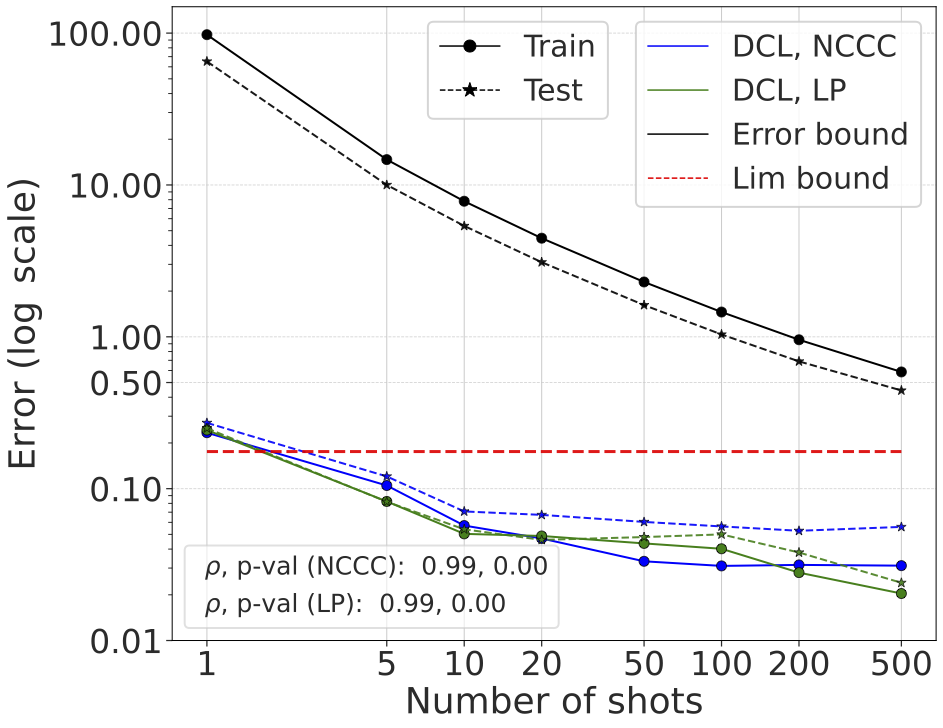 100.00
10.00
1.00
0.50
0.10
0.01
Error (log scale)
Train
Test
DCL, NCCC
DCL, LP
Error bound
Lim bound
ρ, p-val (NCCC): 0.99, 0.00
ρ, p-val (LP): 0.99, 0.00
1 5 10 20 50 100 200 500
Number of shots